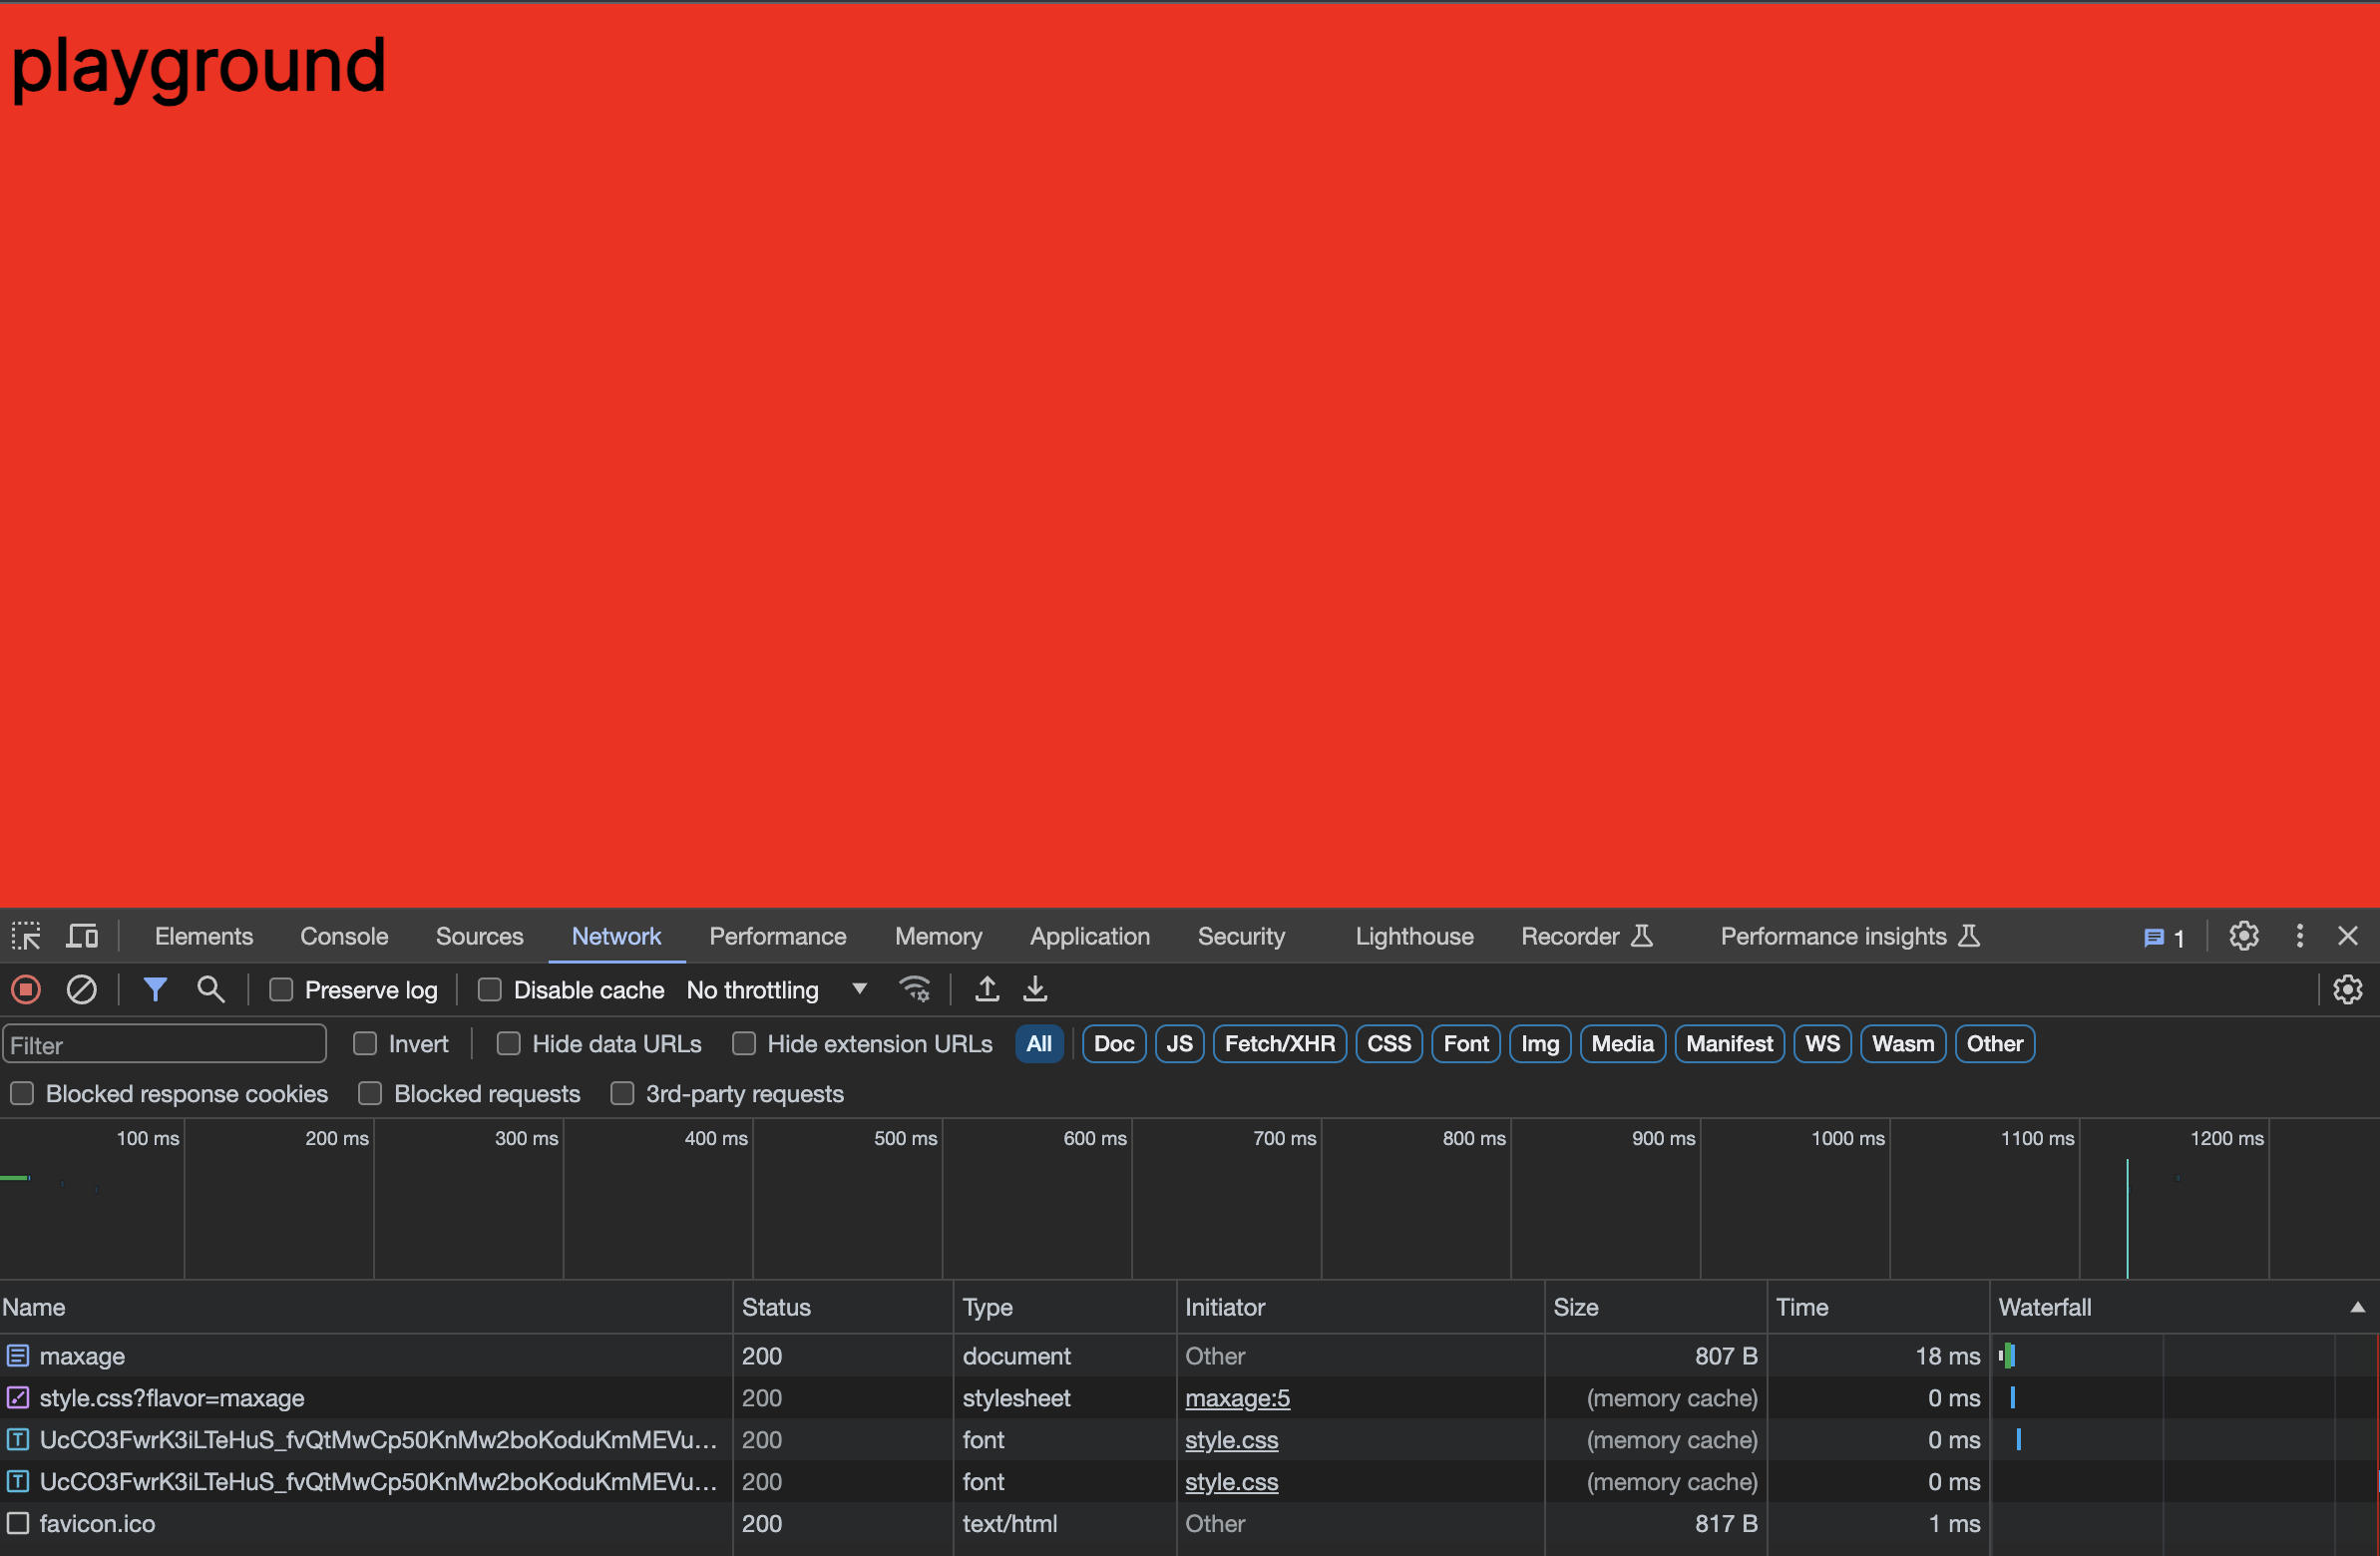 playground
Elements Console Sources Network Performance Memory Application Security Lighthouse Recorder Performance insights 1
Preserve log Disable cache No throttling
Filter Invert Hide data URLs Hide extension URLs All Doc JS Fetch/XHR CSS Font Img Media Manifest WS Wasm Other
Blocked response cookies Blocked requests 3rd-party requests
100 ms 200 ms 300 ms 400 ms 500 ms 600 ms 700 ms 800 ms 900 ms 1000 ms 1100 ms 1200 ms
Name Status Type Initiator Size Time Waterfall
maxage 200 document Other 807 B 18 ms
style.css?flavor=maxage 200 stylesheet maxage:5 (memory cache) 0 ms
UcCO3FwrK3iLTeHuS_fvQtMwCp50KnMw2boKoduKmMEVu... 200 font style.css (memory cache) 0 ms
UcCO3FwrK3iLTeHuS_fvQtMwCp50KnMw2boKoduKmMEVu... 200 font style.css (memory cache) 0 ms
favicon.ico 200 text/html Other 817 B 1 ms